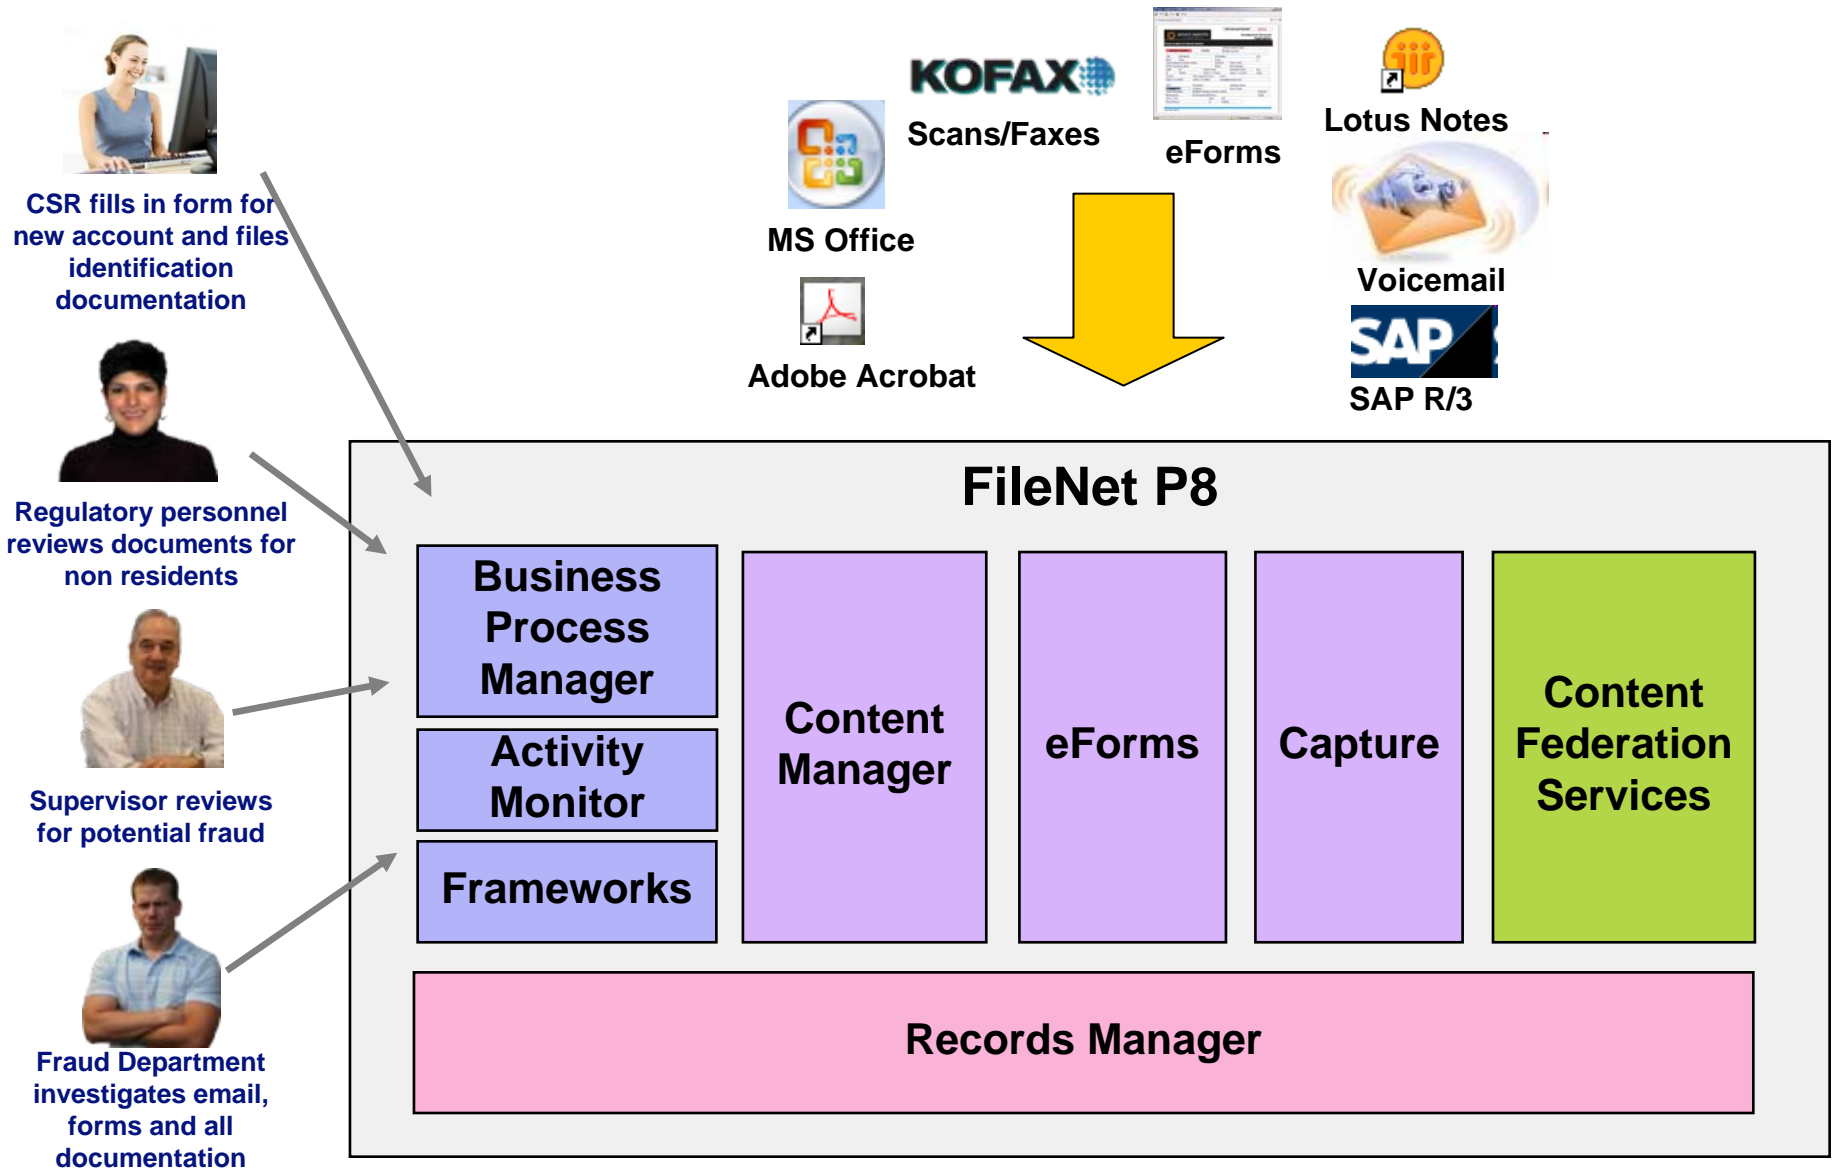 KOFAX
Scans/Faxes
eForms
Lotus Notes
MS Office
Voicemail
Adobe Acrobat
SAP
SAP R/3
CSR fills in form for
new account and files
identification
documentation
Regulatory personnel
reviews documents for
non residents
Supervisor reviews
for potential fraud
Fraud Department
investigates email,
forms and all
documentation
FileNet P8
Business
Process
Manager
Activity
Monitor
Frameworks
Content
Manager
eForms
Capture
Content
Federation
Services
Records Manager